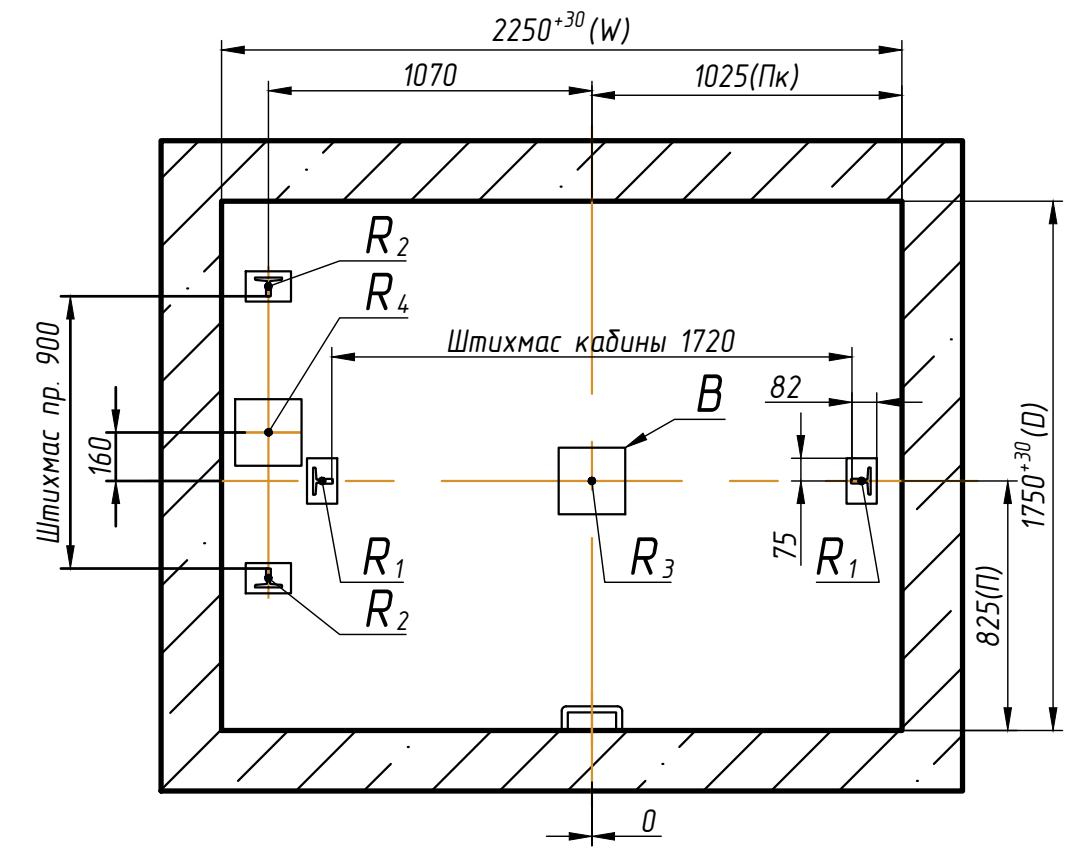 2250⁺³⁰(W)
1070
1025(Пк)
R₂
R₄
Штихмас кабины 1720
Штихмас пр. 900
160
В
82
75
1750⁺³⁰(D)
R₁
R₃
R₁
R₂
825(П)
0